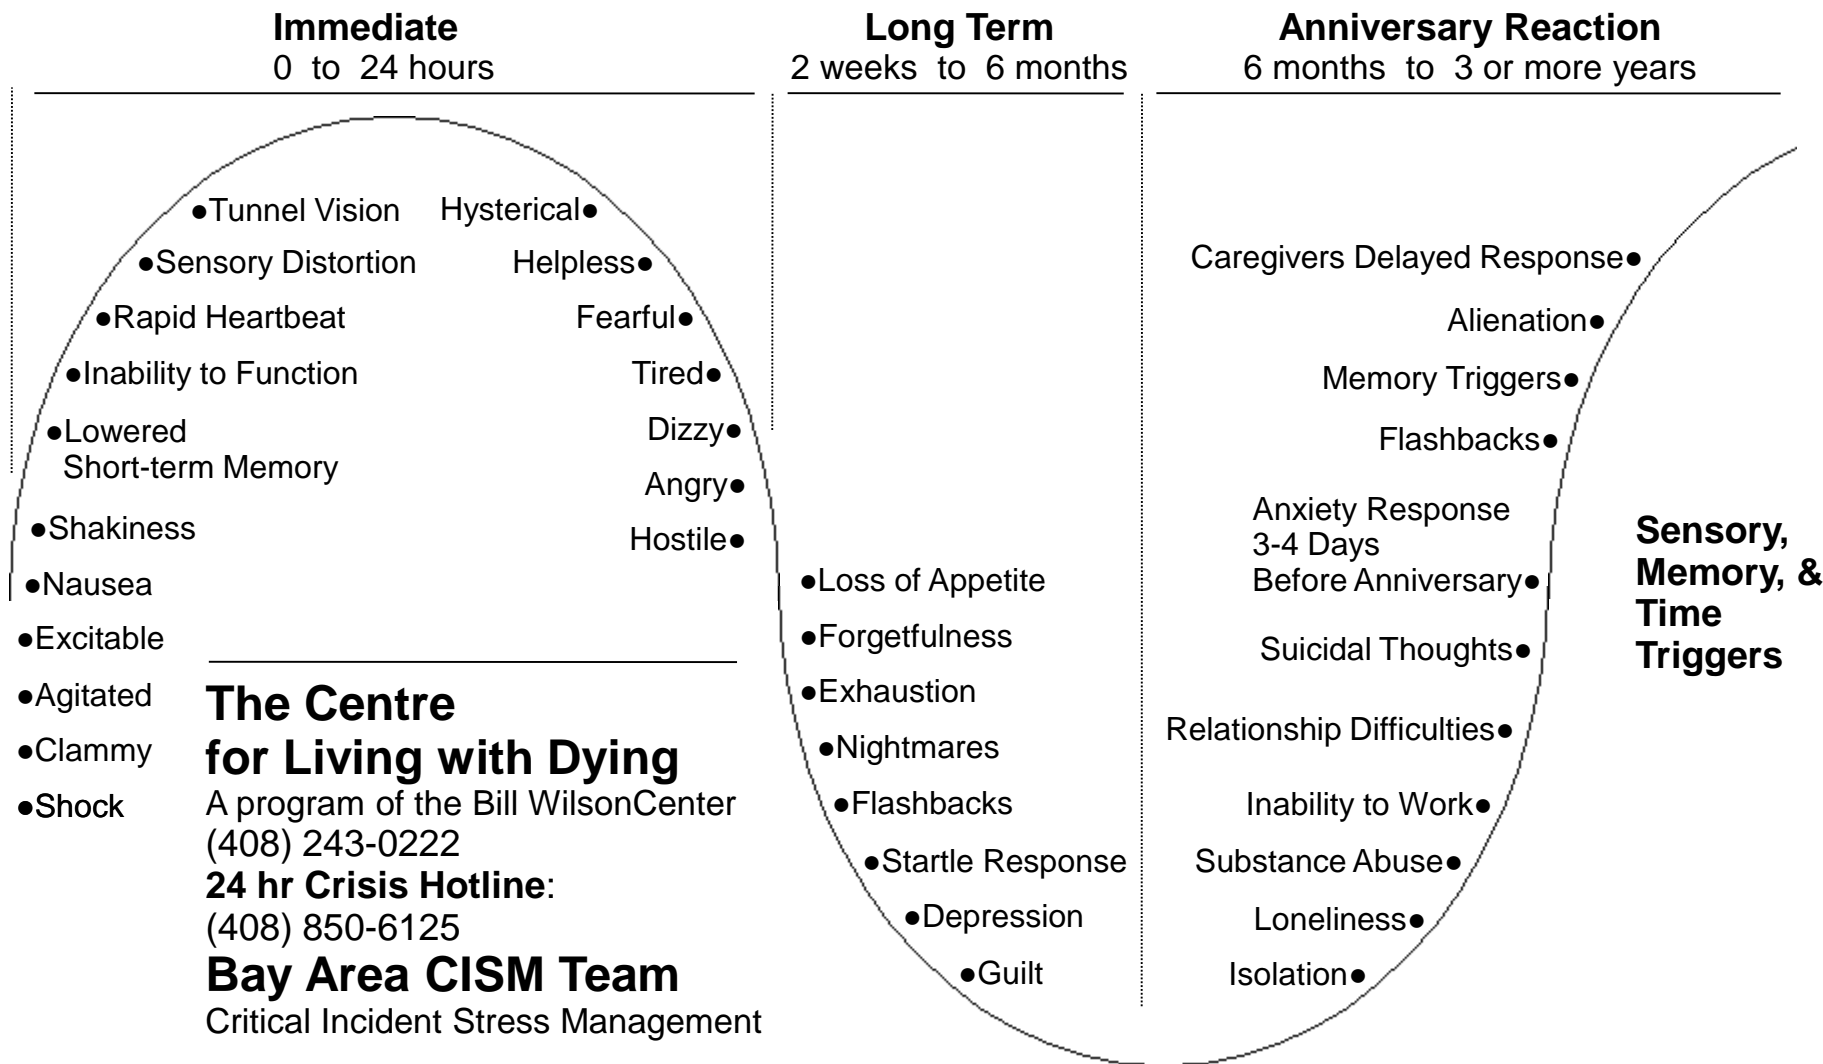 Immediate
0 to 24 hours
Long Term
2 weeks to 6 months
Anniversary Reaction
6 months to 3 or more years
●Tunnel Vision
●Sensory Distortion
●Rapid Heartbeat
●Inability to Function
●Lowered
Short-term Memory
●Shakiness
●Nausea
●Excitable
●Agitated
●Clammy
●Shock
Hysterical●
Helpless●
Fearful●
Tired●
Dizzy●
Angry●
Hostile●
The Centre
for Living with Dying
A program of the Bill WilsonCenter
(408) 243-0222
24 hr Crisis Hotline:
(408) 850-6125
Bay Area CISM Team
Critical Incident Stress Management
●Loss of Appetite
●Forgetfulness
●Exhaustion
●Nightmares
●Flashbacks
●Startle Response
●Depression
●Guilt
Caregivers Delayed Response●
Alienation●
Memory Triggers●
Flashbacks●
Anxiety Response
3-4 Days
Before Anniversary●
Suicidal Thoughts●
Relationship Difficulties●
Inability to Work●
Substance Abuse●
Loneliness●
Isolation●
Sensory,
Memory, &
Time
Triggers